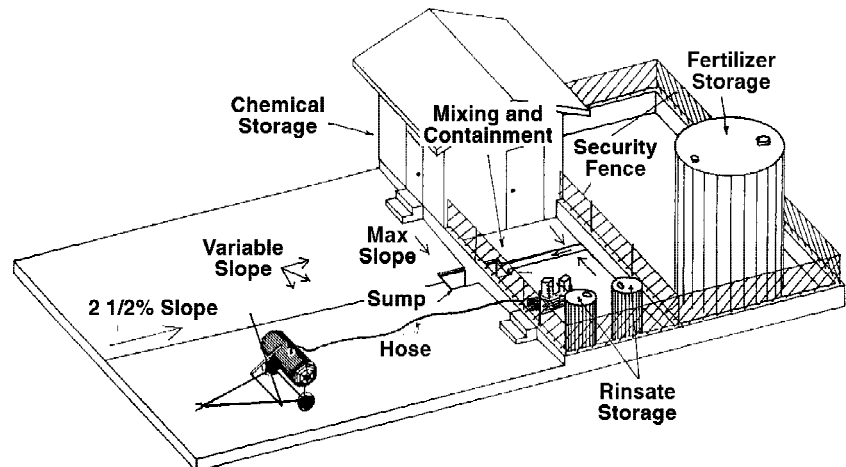 Fertilizer
Storage
Chemical
Storage
Mixing and
Containment
Security
Fence
Variable
Slope
Max
Slope
2 1/2% Slope
Sump
Hose
Rinsate
Storage